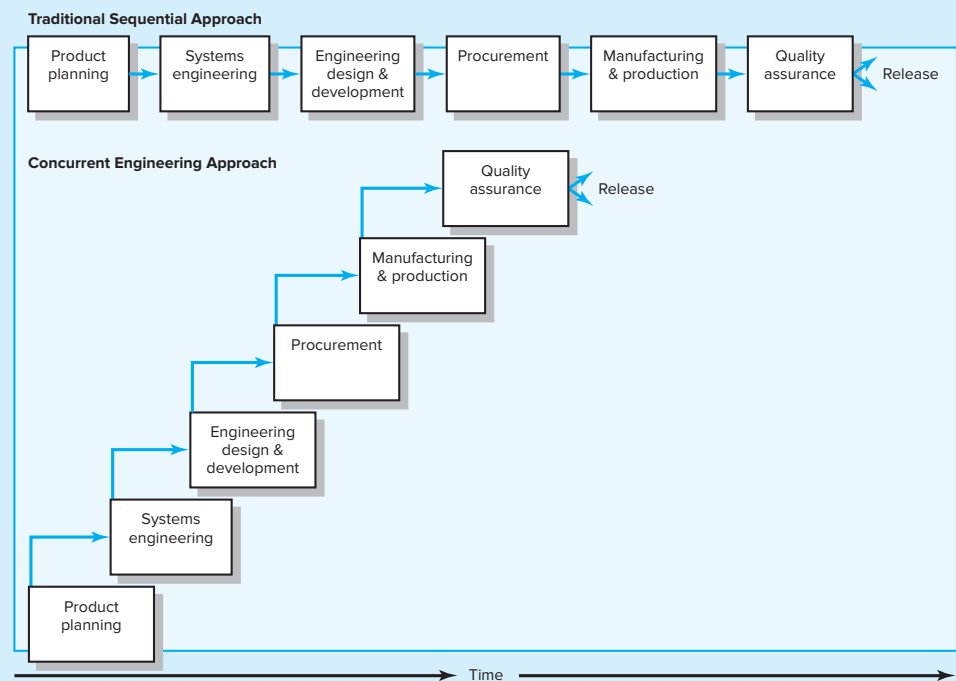 Traditional Sequential Approach
Product
planning
Systems
engineering
Engineering
design &
development
Procurement
Manufacturing
& production
Quality
assurance
Release
Concurrent Engineering Approach
Quality
assurance
Release
Manufacturing
& production
Procurement
Engineering
design &
development
Systems
engineering
Product
planning
Time